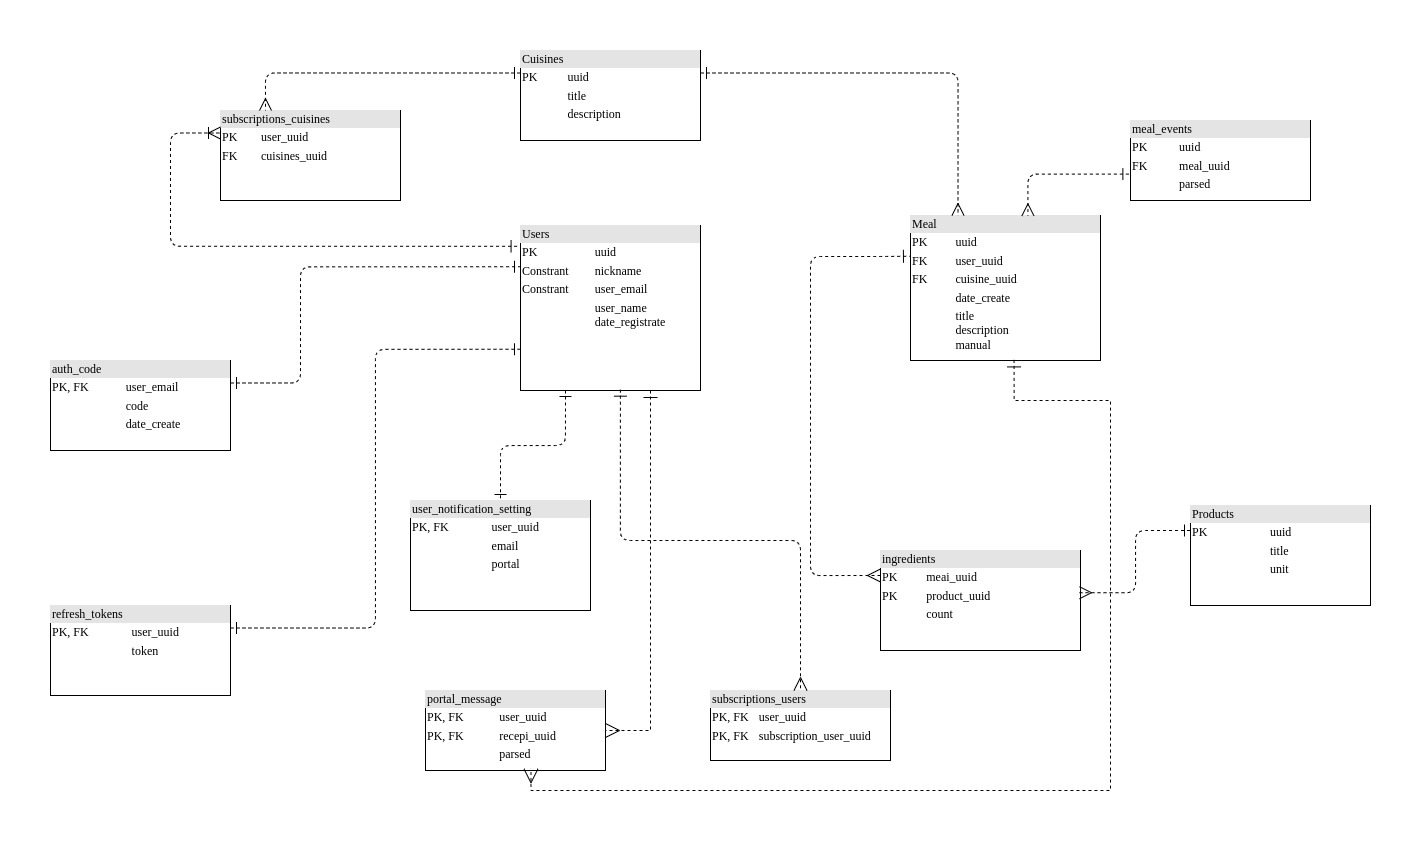 Cuisines
PK uuid
title
description
subscriptions_cuisines
PK user_uuid
FK cuisines_uuid
meal_events
PK uuid
FK meal_uuid
parsed
Users
PK uuid
Constrant nickname
Constrant user_email
user_name
date_registrate
Meal
PK uuid
FK user_uuid
FK cuisine_uuid
date_create
title
description
manual
auth_code
PK, FK user_email
code
date_create
user_notification_setting
PK, FK user_uuid
email
portal
Products
PK uuid
title
unit
ingredients
PK meai_uuid
PK product_uuid
count
refresh_tokens
PK, FK user_uuid
token
portal_message
PK, FK user_uuid
PK, FK recepi_uuid
parsed
subscriptions_users
PK, FK user_uuid
PK, FK subscription_user_uuid